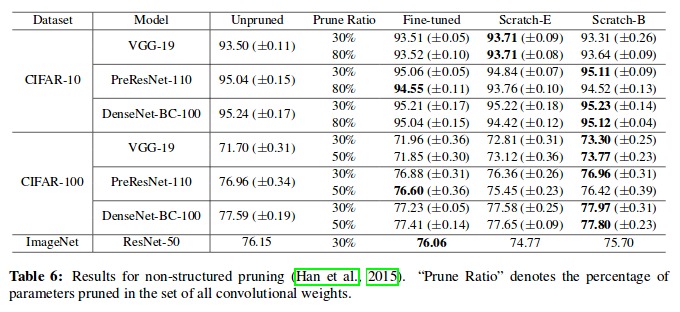 Dataset Model Unpruned Prune Ratio Fine-tuned Scratch-E Scratch-B
CIFAR-10 VGG-19 93.50 (±0.11) 30% 93.51 (±0.05) 93.71 (±0.09) 93.31 (±0.26)
80% 93.52 (±0.10) 93.71 (±0.08) 93.64 (±0.09)
PreResNet-110 95.04 (±0.15) 30% 95.06 (±0.05) 94.84 (±0.07) 95.11 (±0.09)
80% 94.55 (±0.11) 93.76 (±0.10) 94.52 (±0.13)
DenseNet-BC-100 95.24 (±0.17) 30% 95.21 (±0.17) 95.22 (±0.18) 95.23 (±0.14)
80% 95.04 (±0.15) 94.42 (±0.12) 95.12 (±0.04)
CIFAR-100 VGG-19 71.70 (±0.31) 30% 71.96 (±0.36) 72.81 (±0.31) 73.30 (±0.25)
50% 71.85 (±0.30) 73.12 (±0.36) 73.77 (±0.23)
PreResNet-110 76.96 (±0.34) 30% 76.88 (±0.31) 76.36 (±0.26) 76.96 (±0.31)
50% 76.60 (±0.36) 75.45 (±0.23) 76.42 (±0.39)
DenseNet-BC-100 77.59 (±0.19) 30% 77.23 (±0.05) 77.58 (±0.25) 77.97 (±0.31)
50% 77.41 (±0.14) 77.65 (±0.09) 77.80 (±0.23)
ImageNet ResNet-50 76.15 30% 76.06 74.77 75.70
Table 6: Results for non-structured pruning (Han et al., 2015). “Prune Ratio” denotes the percentage of
parameters pruned in the set of all convolutional weights.